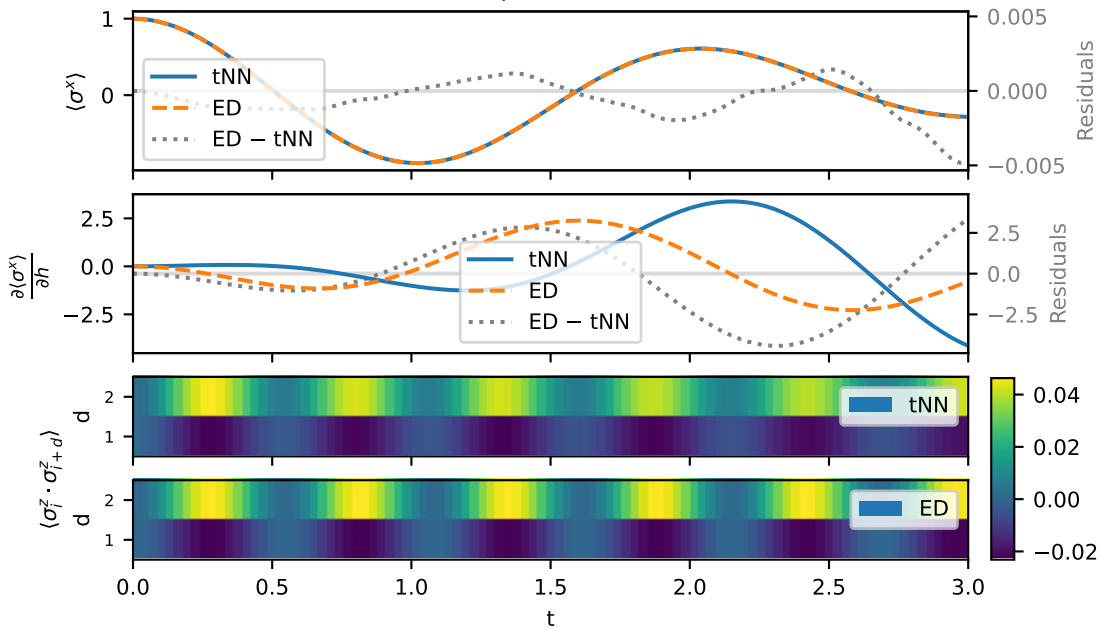 1
0
⟨σˣ⟩
tNN
ED
ED − tNN
0.005
0.000
−0.005
Residuals
2.5
0.0
−2.5
∂⟨σˣ⟩
∂h
tNN
ED
ED − tNN
2.5
0.0
−2.5
Residuals
2
1
d
tNN
⟨σᵢᶻ · σᵢ₊dᶻ⟩
2
1
d
ED
0.04
0.02
0.00
−0.02
0.0 0.5 1.0 1.5 2.0 2.5 3.0
t